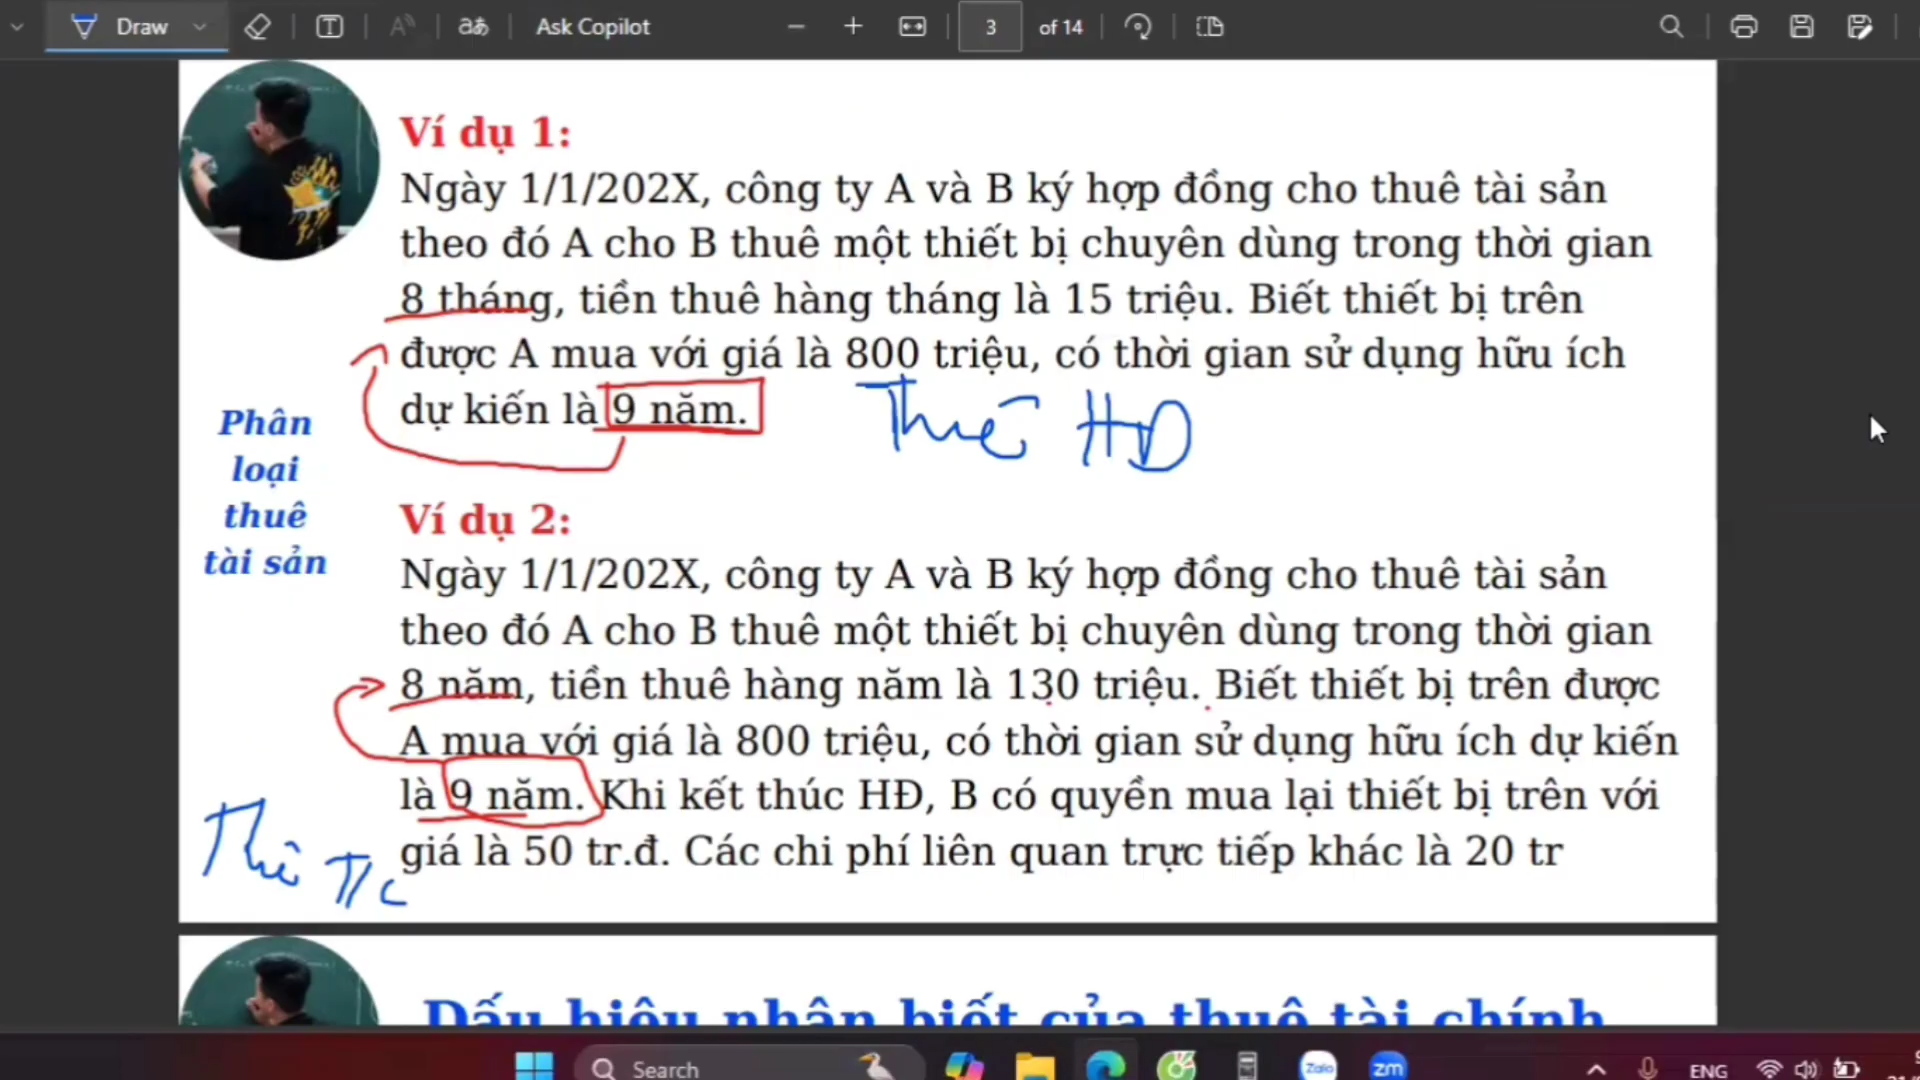 Draw
Ask Copilot
3 of 14
Ví dụ 1:
Ngày 1/1/202X, công ty A và B ký hợp đồng cho thuê tài sản
theo đó A cho B thuê một thiết bị chuyên dùng trong thời gian
8 tháng, tiền thuê hàng tháng là 15 triệu. Biết thiết bị trên
được A mua với giá là 800 triệu, có thời gian sử dụng hữu ích
dự kiến là 9 năm.
Thuê HĐ
Phân
loại
thuê
tài sản
Ví dụ 2:
Ngày 1/1/202X, công ty A và B ký hợp đồng cho thuê tài sản
theo đó A cho B thuê một thiết bị chuyên dùng trong thời gian
8 năm, tiền thuê hàng năm là 130 triệu. Biết thiết bị trên được
A mua với giá là 800 triệu, có thời gian sử dụng hữu ích dự kiến
là 9 năm. Khi kết thúc HĐ, B có quyền mua lại thiết bị trên với
giá là 50 tr.đ. Các chi phí liên quan trực tiếp khác là 20 tr
Thuê TC
Dấu hiệu nhận biết của thuê tài chính
Search
Zalo
zm
ENG